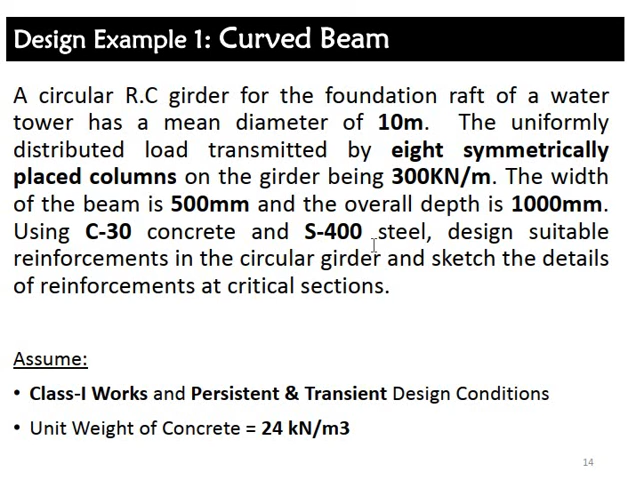 Design Example 1: Curved Beam
A circular R.C girder for the foundation raft of a water
tower has a mean diameter of 10m. The uniformly
distributed load transmitted by eight symmetrically
placed columns on the girder being 300KN/m. The width
of the beam is 500mm and the overall depth is 1000mm.
Using C-30 concrete and S-400 steel, design suitable
reinforcements in the circular girder and sketch the details
of reinforcements at critical sections.
Assume:
• Class-I Works and Persistent & Transient Design Conditions
• Unit Weight of Concrete = 24 kN/m3
14